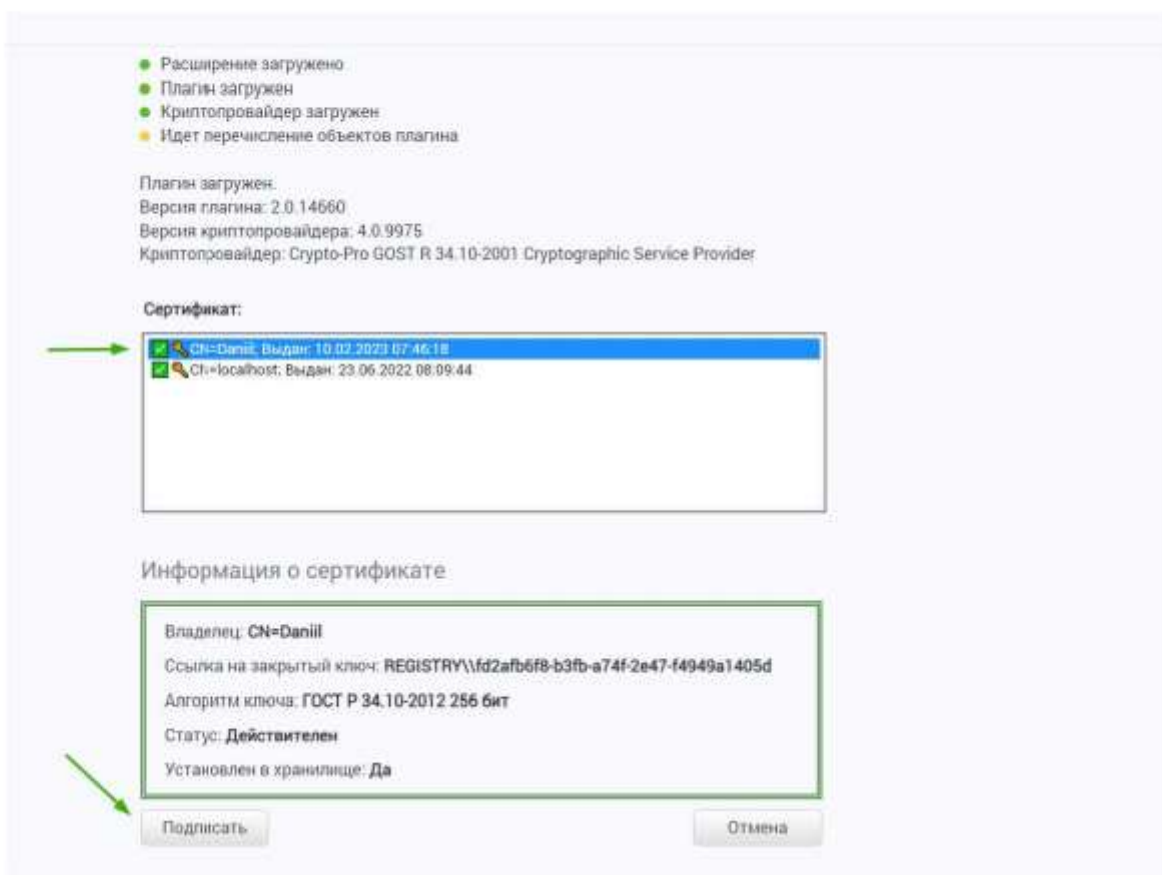 Расширение загружено
Плагин загружен
Криптопровайдер загружен
Идет перечисление объектов плагина
Плагин загружен.
Версия плагина: 2.0.14660
Версия криптопровайдера: 4.0.9975
Криптопровайдер: Crypto-Pro GOST R 34.10-2001 Cryptographic Service Provider
Сертификат:
CN=Daniil; Выдан: 10.02.2023 07:46:18
CN=localhost; Выдан: 23.06.2022 08:09:44
Информация о сертификате
Владелец: CN=Daniil
Ссылка на закрытый ключ: REGISTRY\\fd2afb6f8-b3fb-a74f-2e47-f4949a1405d
Алгоритм ключа: ГОСТ Р 34.10-2012 256 бит
Статус: Действителен
Установлен в хранилище: Да
Подписать
Отмена